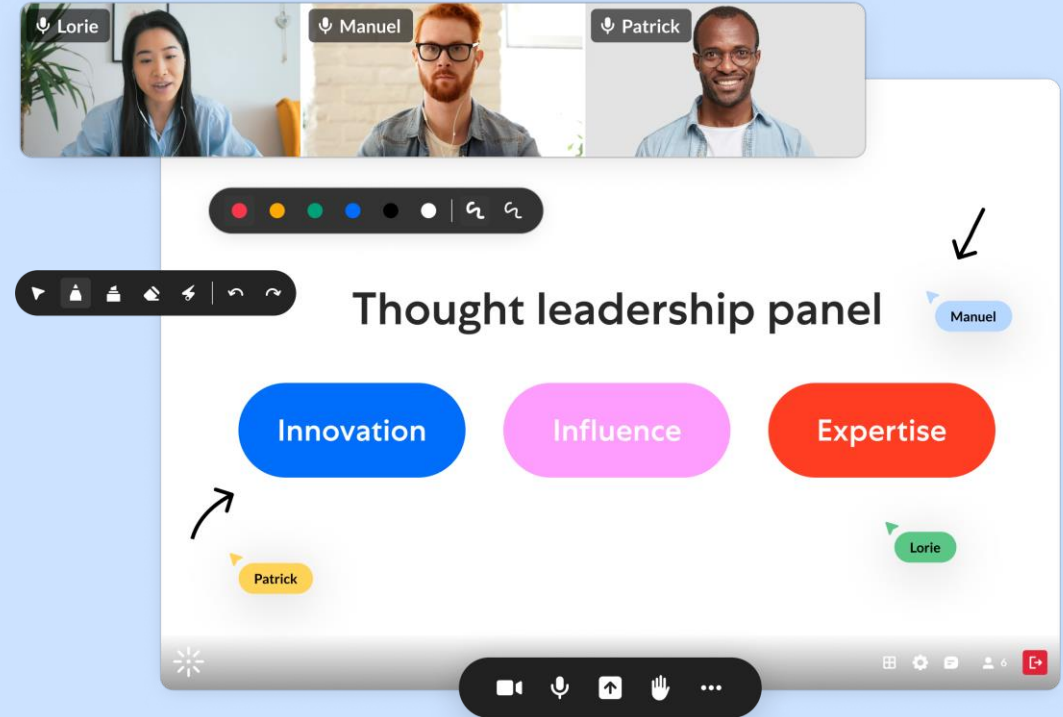 Lorie
Manuel
Patrick
Thought leadership panel
Manuel
Innovation
Influence
Expertise
Lorie
Patrick
6